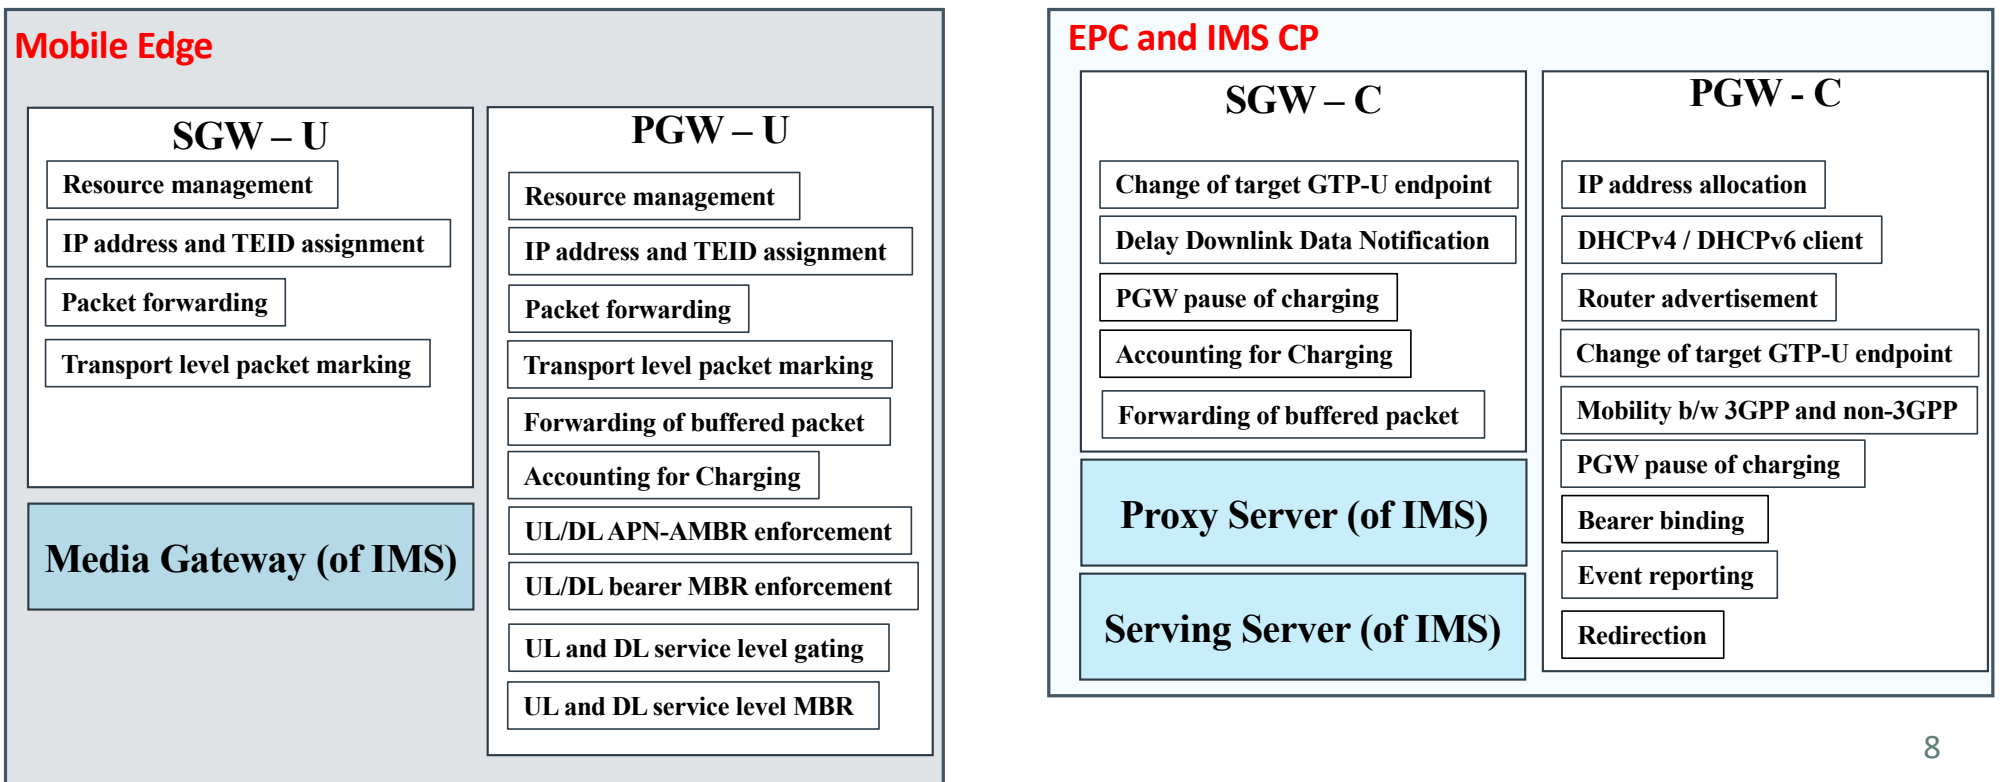 Mobile Edge
SGW – U
Resource management
IP address and TEID assignment
Packet forwarding
Transport level packet marking
Media Gateway (of IMS)
PGW – U
Resource management
IP address and TEID assignment
Packet forwarding
Transport level packet marking
Forwarding of buffered packet
Accounting for Charging
UL/DL APN-AMBR enforcement
UL/DL bearer MBR enforcement
UL and DL service level gating
UL and DL service level MBR
EPC and IMS CP
SGW – C
Change of target GTP-U endpoint
Delay Downlink Data Notification
PGW pause of charging
Accounting for Charging
Forwarding of buffered packet
Proxy Server (of IMS)
Serving Server (of IMS)
PGW - C
IP address allocation
DHCPv4 / DHCPv6 client
Router advertisement
Change of target GTP-U endpoint
Mobility b/w 3GPP and non-3GPP
PGW pause of charging
Bearer binding
Event reporting
Redirection
8